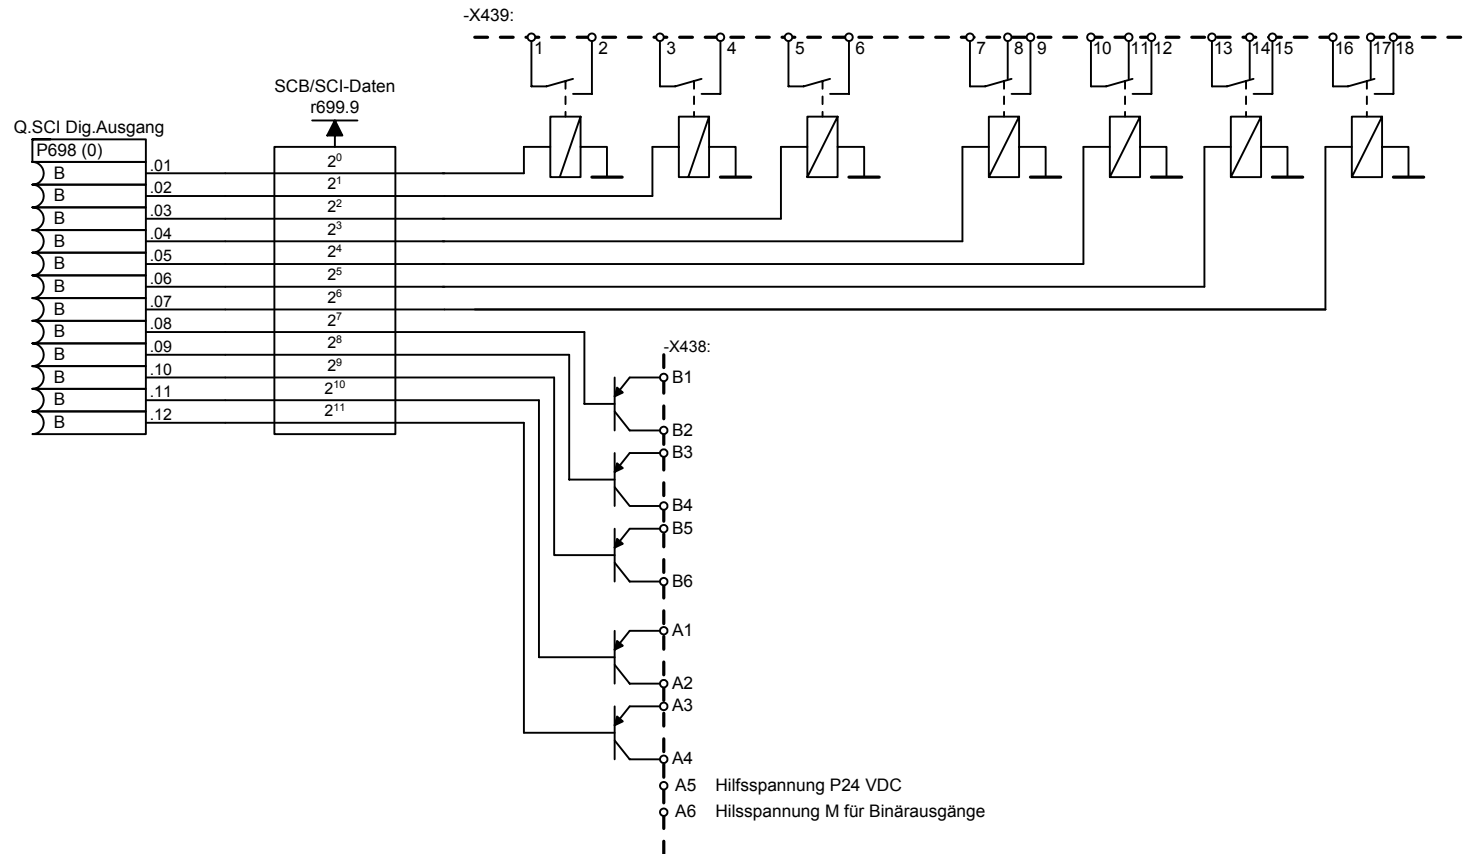 -X439:
1 2 3 4 5 6 7 8 9 10 11 12 13 14 15 16 17 18
SCB/SCI-Daten
r699.9
Q.SCI Dig.Ausgang
P698 (0)
B .01 2⁰
B .02 2¹
B .03 2²
B .04 2³
B .05 2⁴
B .06 2⁵
B .07 2⁶
B .08 2⁷
B .09 2⁸
B .10 2⁹
B .11 2¹⁰
B .12 2¹¹
-X438:
B1
B2
B3
B4
B5
B6
A1
A2
A3
A4
A5 Hilfsspannung P24 VDC
A6 Hilsspannung M für Binärausgänge